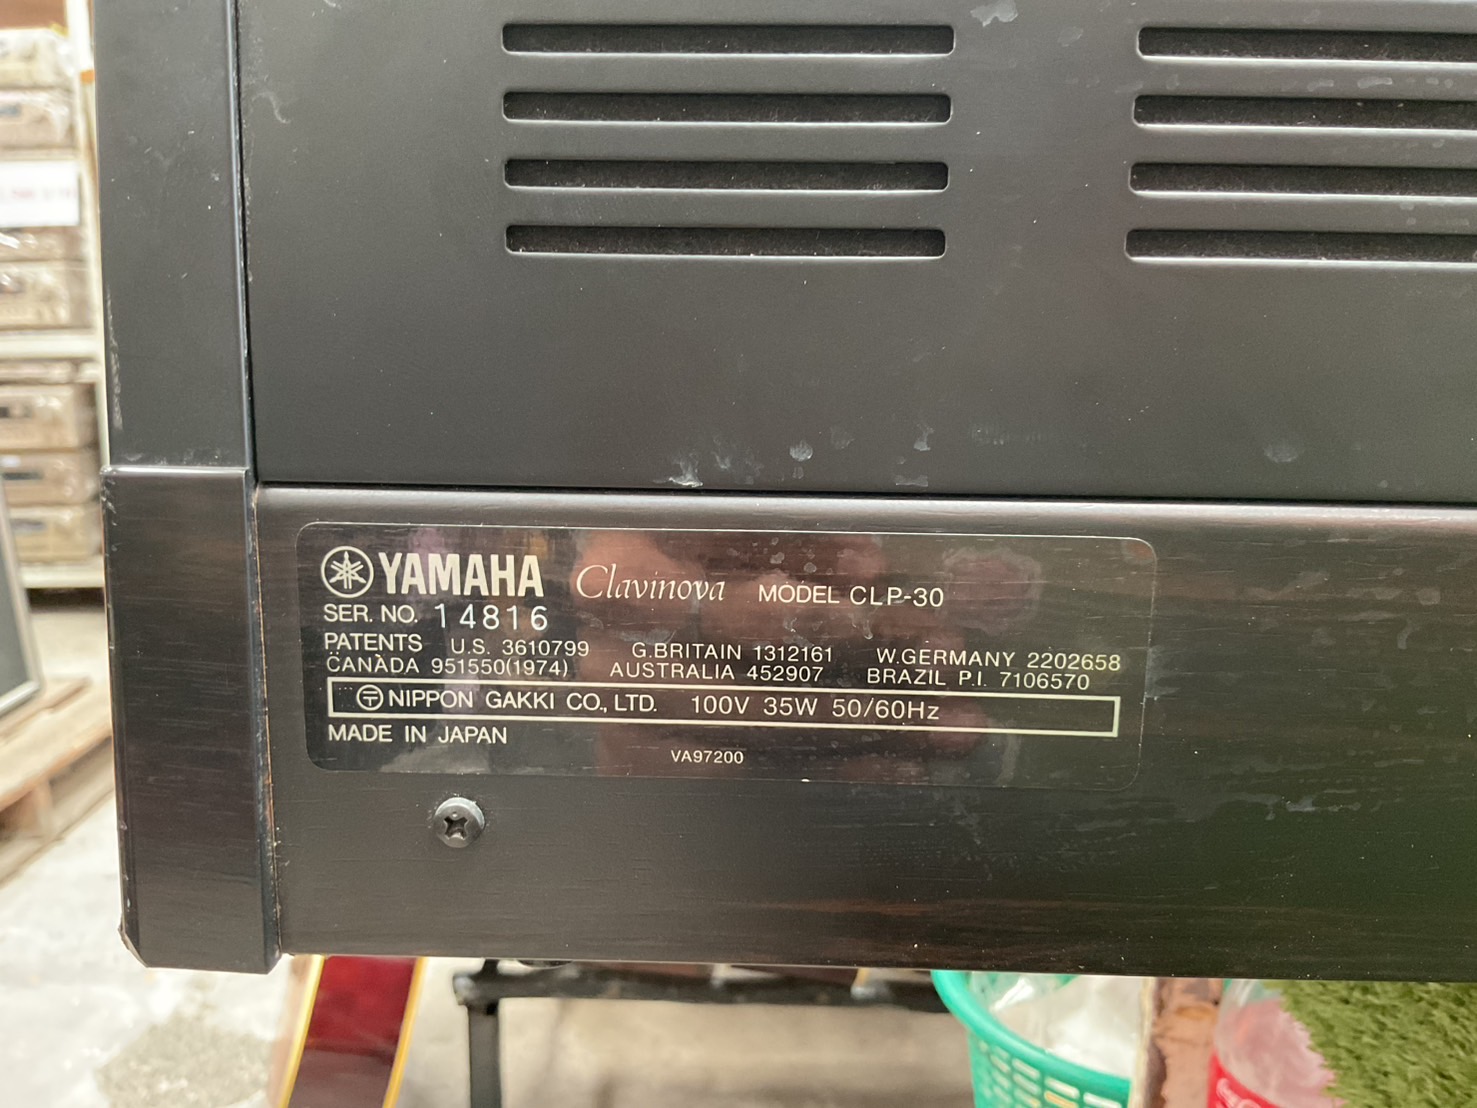 YAMAHA Clavinova MODEL CLP-30
SER. NO. 14816
PATENTS U.S. 3610799 G.BRITAIN 1312161 W.GERMANY 2202658
CANADA 951550(1974) AUSTRALIA 452907 BRAZIL P.I. 7106570
〒 NIPPON GAKKI CO., LTD. 100V 35W 50/60Hz
MADE IN JAPAN
VA97200